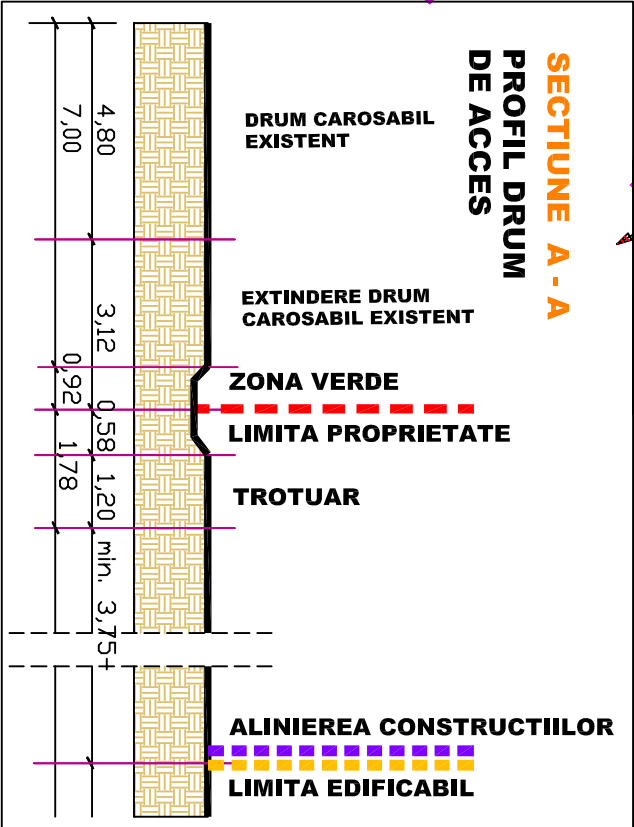 SECTIUNE A - A
PROFIL DRUM
DE ACCES
DRUM CAROSABIL
EXISTENT
EXTINDERE DRUM
CAROSABIL EXISTENT
ZONA VERDE
LIMITA PROPRIETATE
TROTUAR
ALINIEREA CONSTRUCTIILOR
LIMITA EDIFICABIL
4,80
3,12
0,58
1,20
min. 3,75+
7,00
0,92
1,78